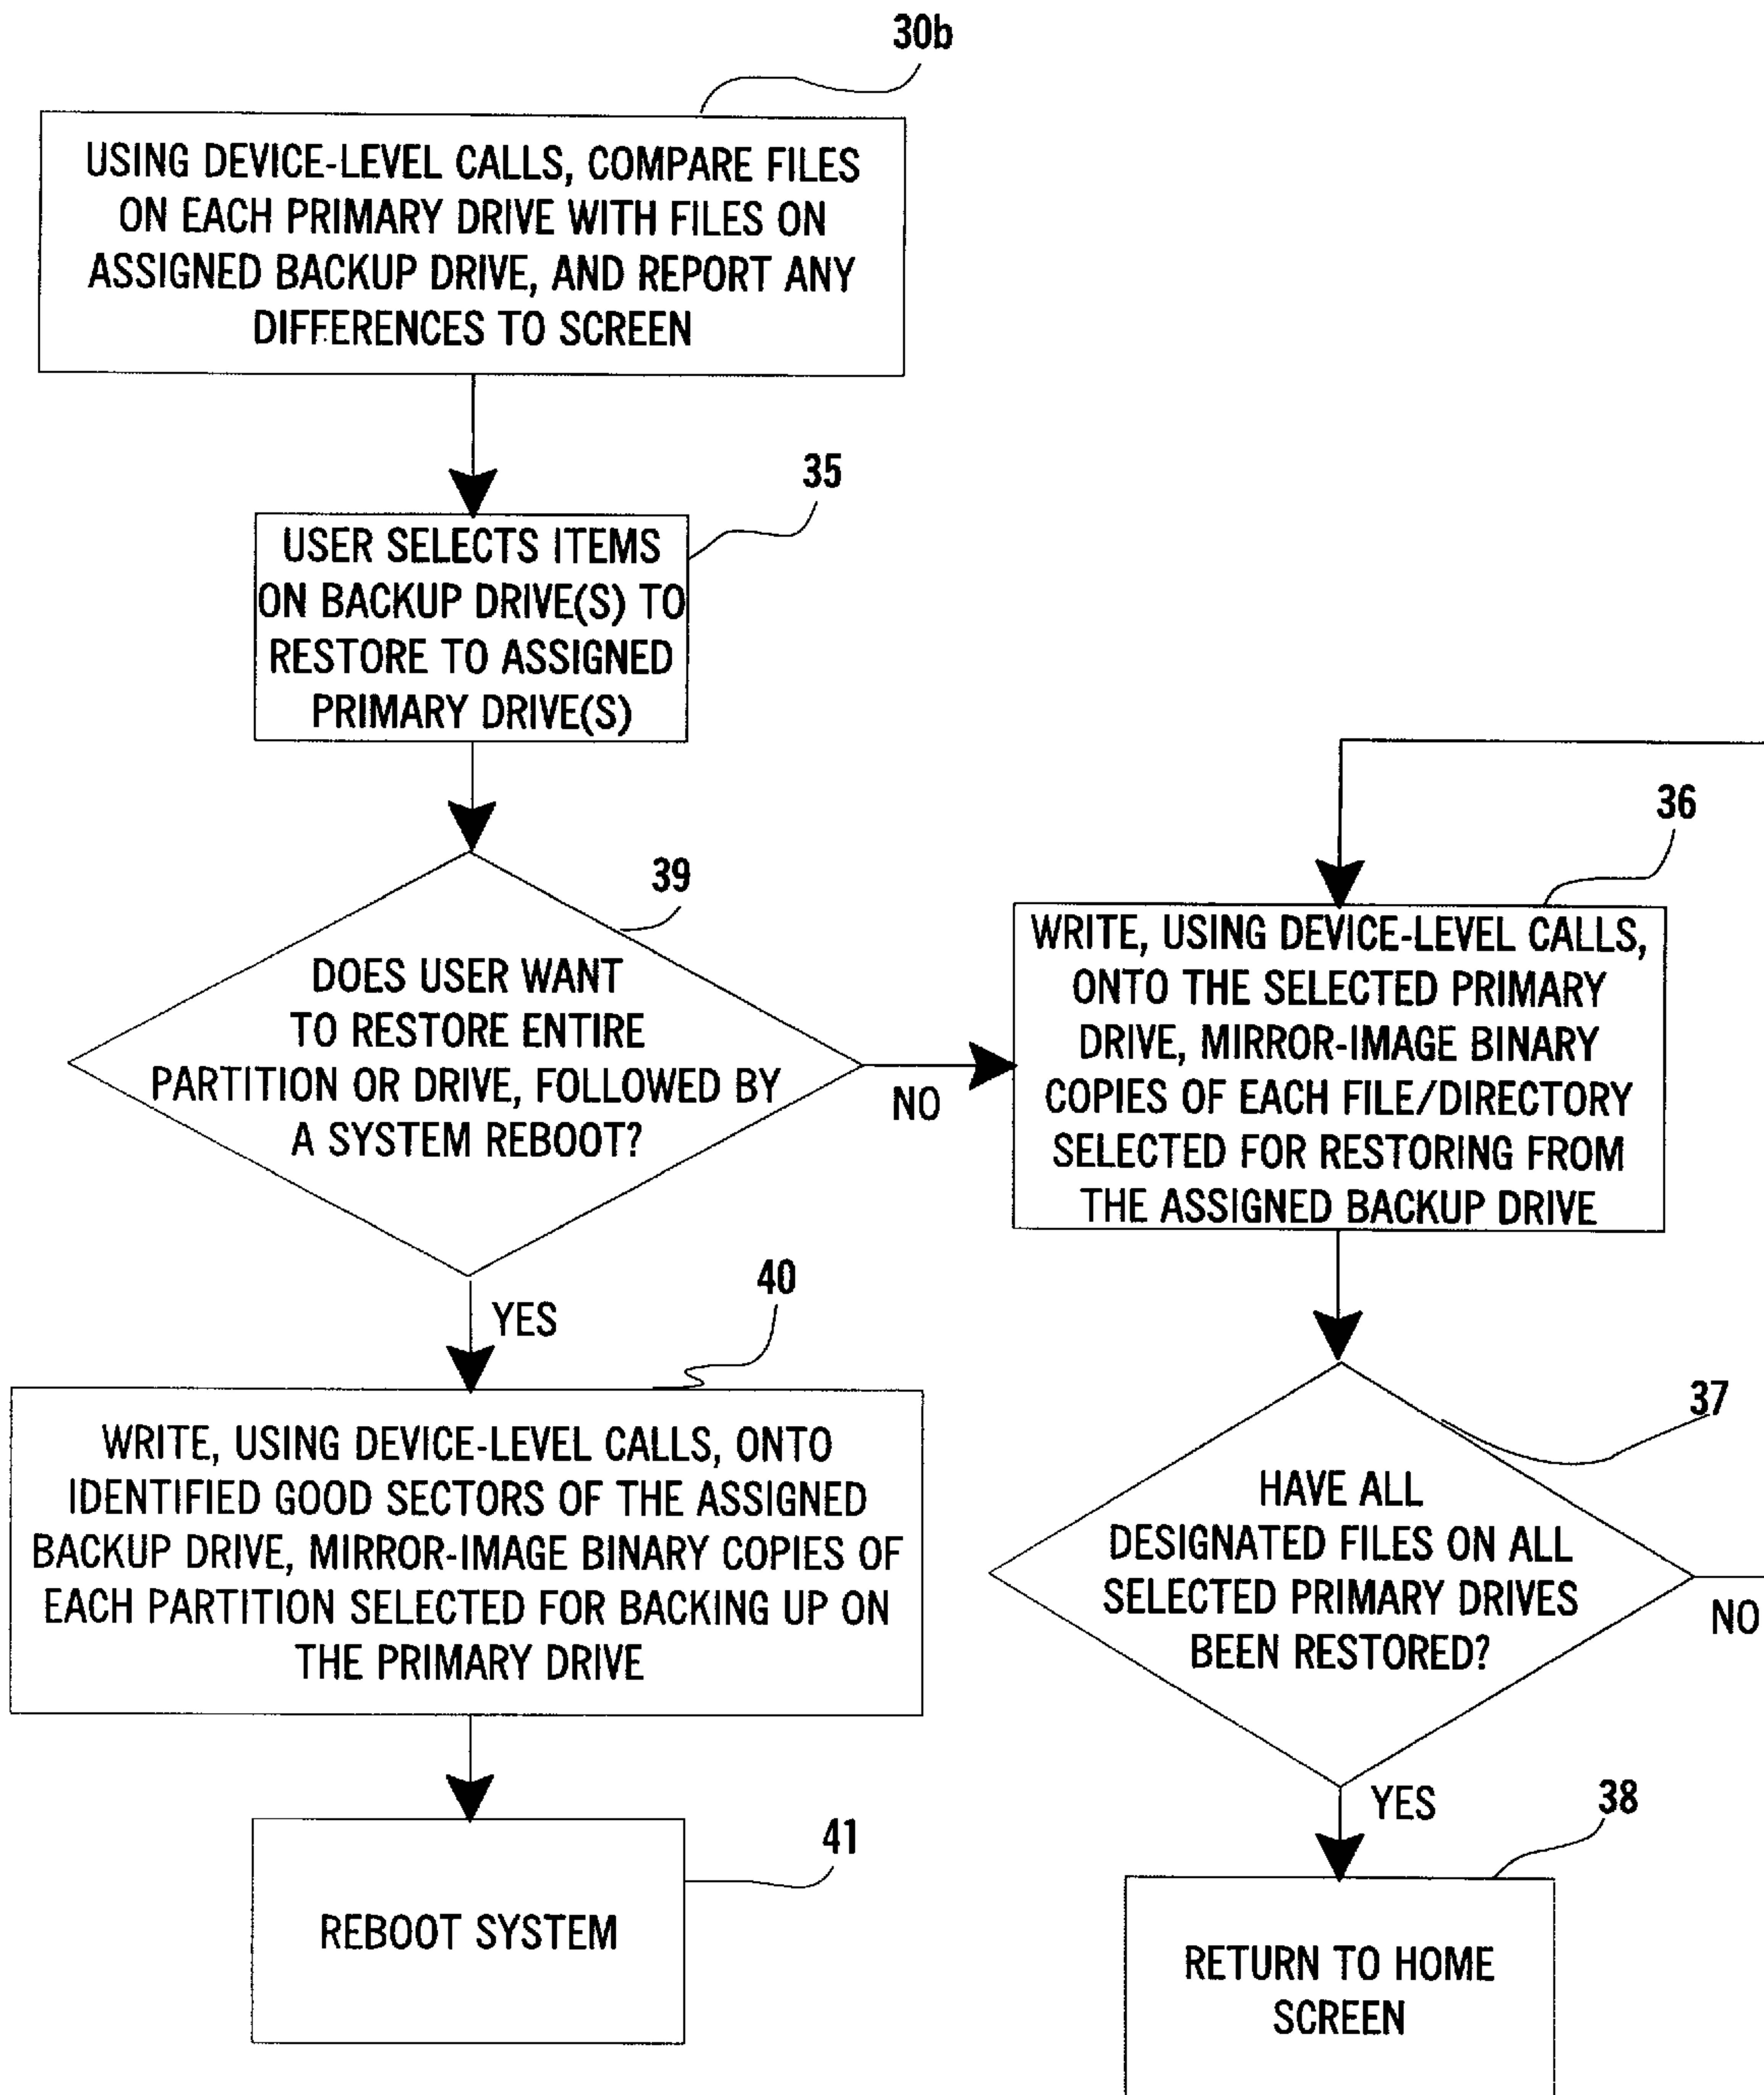 30b
USING DEVICE-LEVEL CALLS, COMPARE FILES
ON EACH PRIMARY DRIVE WITH FILES ON
ASSIGNED BACKUP DRIVE, AND REPORT ANY
DIFFERENCES TO SCREEN
35
USER SELECTS ITEMS
ON BACKUP DRIVE(S) TO
RESTORE TO ASSIGNED
PRIMARY DRIVE(S)
39
DOES USER WANT
TO RESTORE ENTIRE
PARTITION OR DRIVE, FOLLOWED BY
A SYSTEM REBOOT?
NO
YES
36
WRITE, USING DEVICE-LEVEL CALLS,
ONTO THE SELECTED PRIMARY
DRIVE, MIRROR-IMAGE BINARY
COPIES OF EACH FILE/DIRECTORY
SELECTED FOR RESTORING FROM
THE ASSIGNED BACKUP DRIVE
40
WRITE, USING DEVICE-LEVEL CALLS, ONTO
IDENTIFIED GOOD SECTORS OF THE ASSIGNED
BACKUP DRIVE, MIRROR-IMAGE BINARY COPIES OF
EACH PARTITION SELECTED FOR BACKING UP ON
THE PRIMARY DRIVE
37
HAVE ALL
DESIGNATED FILES ON ALL
SELECTED PRIMARY DRIVES
BEEN RESTORED?
NO
YES
41
REBOOT SYSTEM
38
RETURN TO HOME
SCREEN